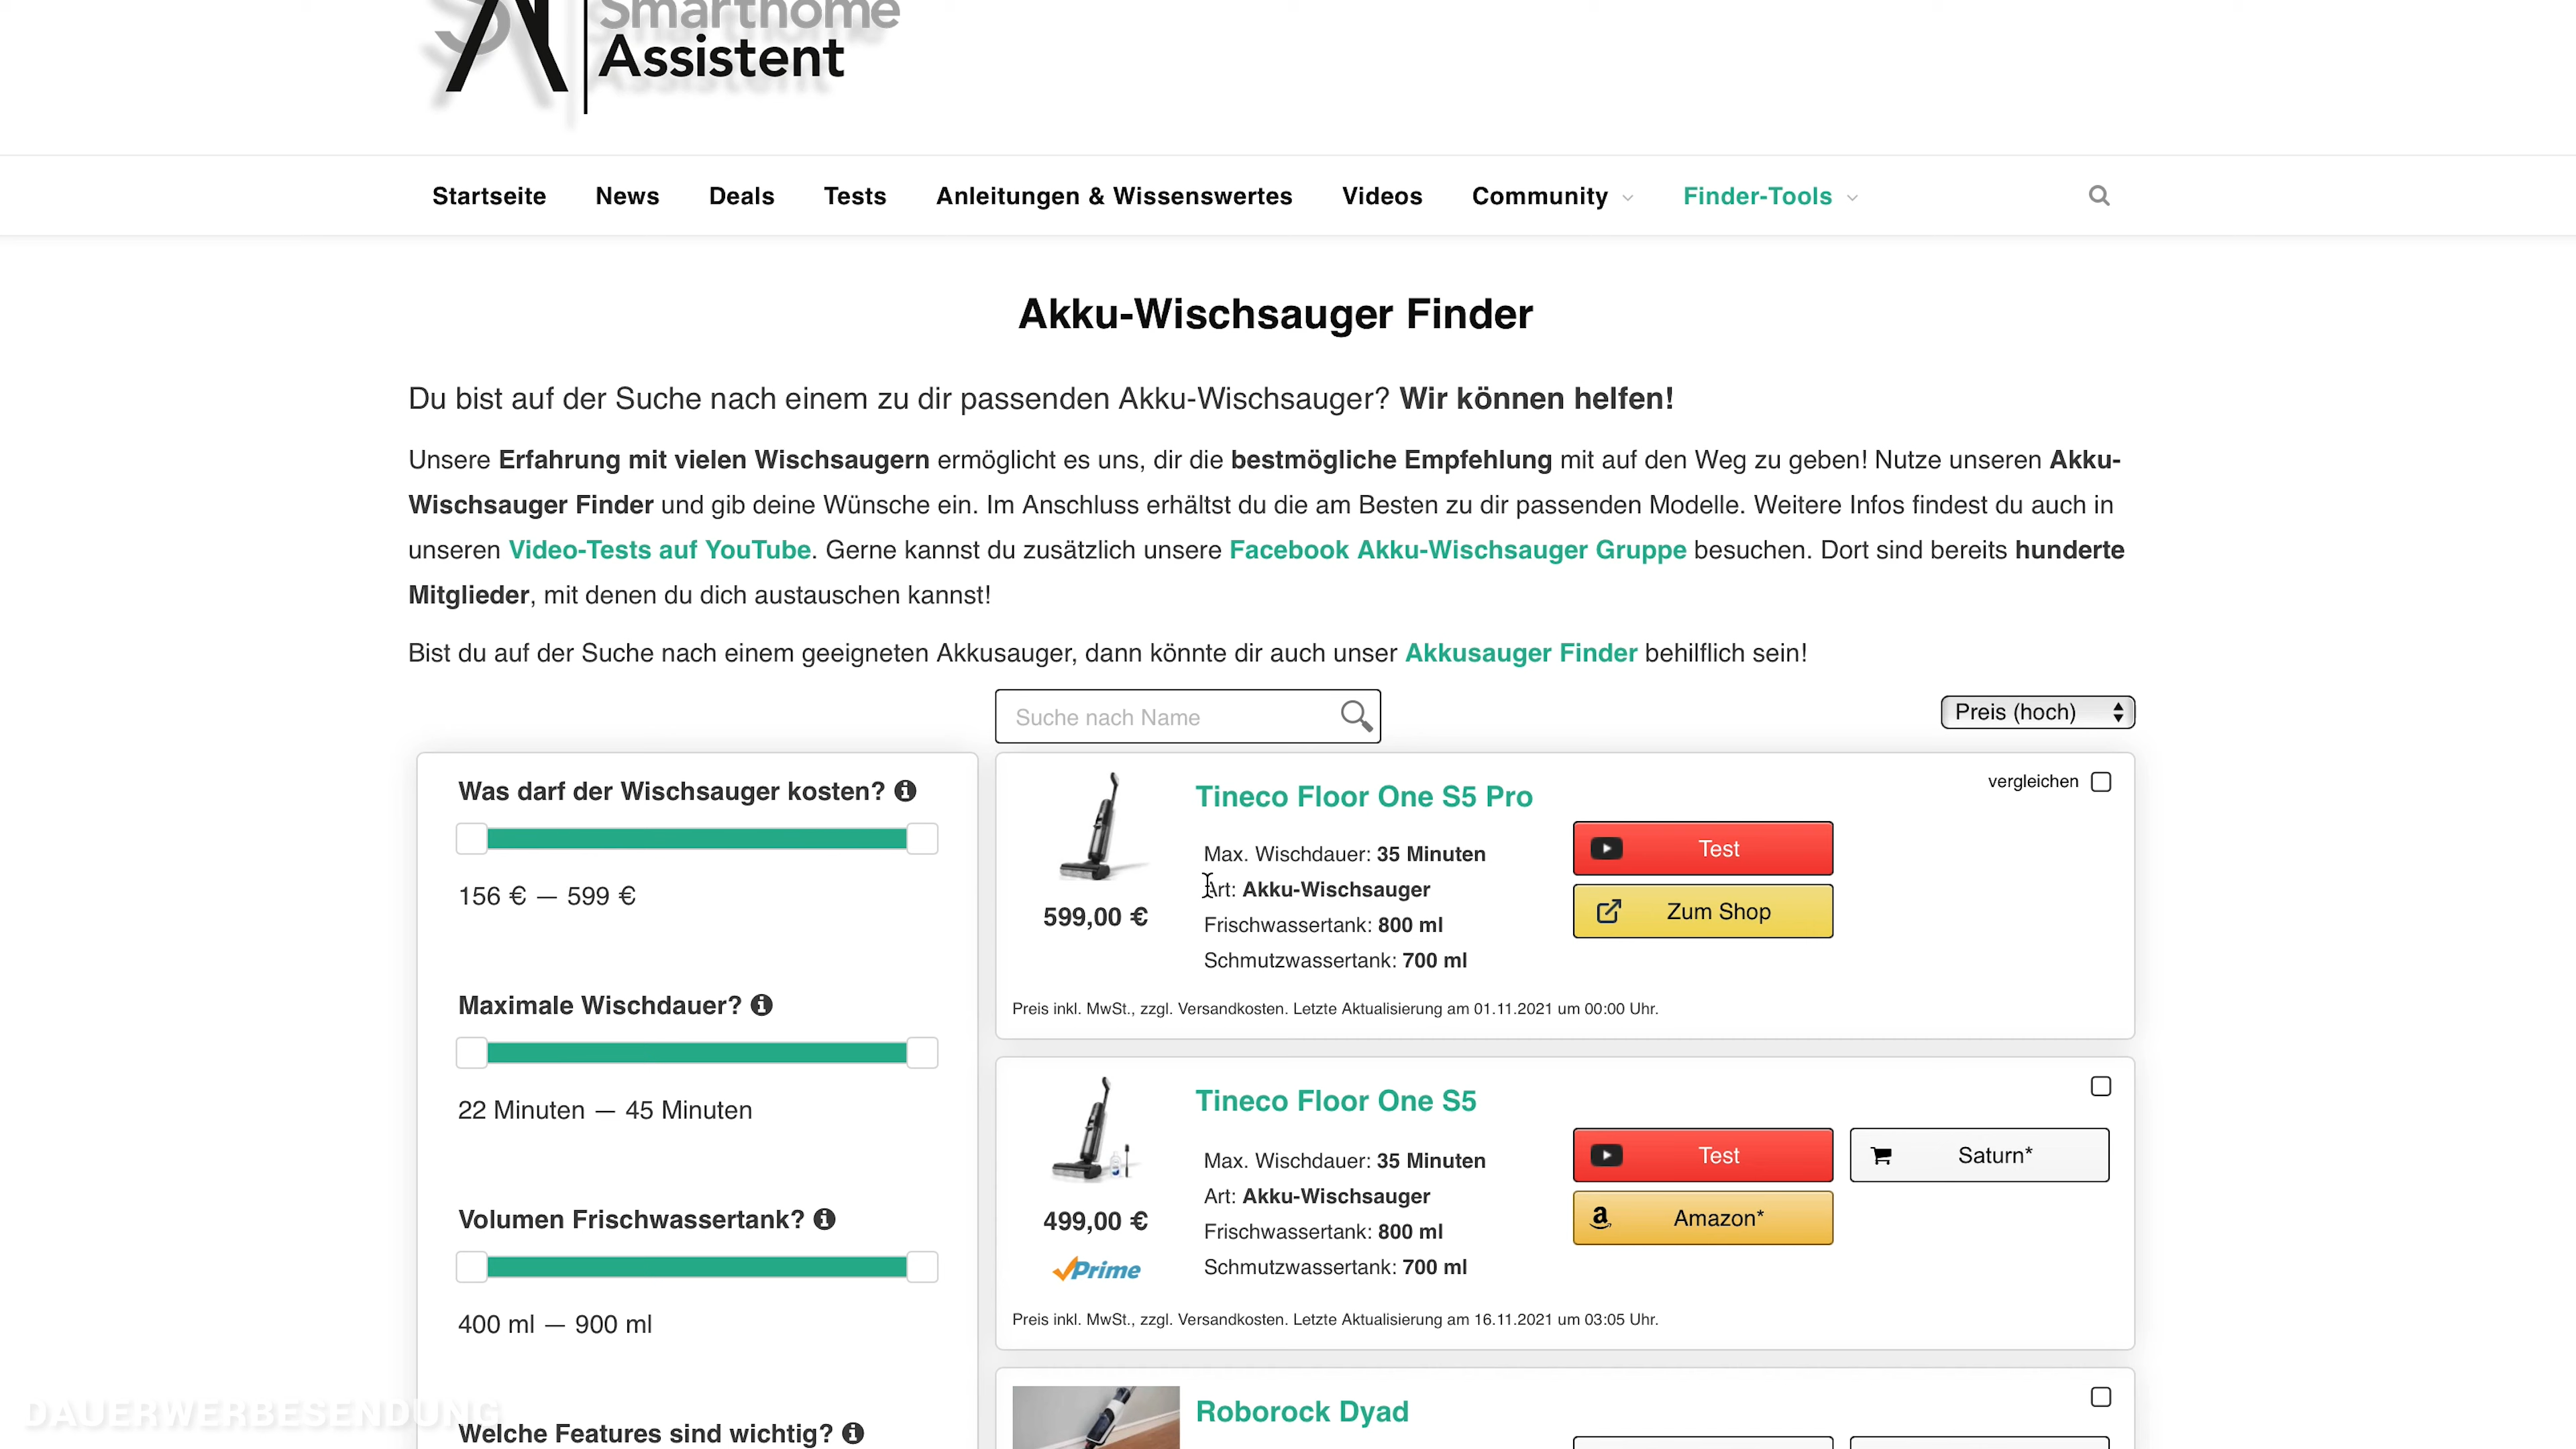 Smarthome
Assistent
Startseite News Deals Tests Anleitungen & Wissenswertes Videos Community Finder-Tools
Akku-Wischsauger Finder
Du bist auf der Suche nach einem zu dir passenden Akku-Wischsauger? Wir können helfen!
Unsere Erfahrung mit vielen Wischsaugern ermöglicht es uns, dir die bestmögliche Empfehlung mit auf den Weg zu geben! Nutze unseren Akku-
Wischsauger Finder und gib deine Wünsche ein. Im Anschluss erhältst du die am Besten zu dir passenden Modelle. Weitere Infos findest du auch in
unseren Video-Tests auf YouTube. Gerne kannst du zusätzlich unsere Facebook Akku-Wischsauger Gruppe besuchen. Dort sind bereits hunderte
Mitglieder, mit denen du dich austauschen kannst!
Bist du auf der Suche nach einem geeigneten Akkusauger, dann könnte dir auch unser Akkusauger Finder behilflich sein!
Suche nach Name
Preis (hoch)
Was darf der Wischsauger kosten?
156 € — 599 €
Maximale Wischdauer?
22 Minuten — 45 Minuten
Volumen Frischwassertank?
400 ml — 900 ml
Welche Features sind wichtig?
Tineco Floor One S5 Pro
vergleichen
Max. Wischdauer: 35 Minuten
Art: Akku-Wischsauger
Frischwassertank: 800 ml
Schmutzwassertank: 700 ml
599,00 €
Test
Zum Shop
Preis inkl. MwSt., zzgl. Versandkosten. Letzte Aktualisierung am 01.11.2021 um 00:00 Uhr.
Tineco Floor One S5
Max. Wischdauer: 35 Minuten
Art: Akku-Wischsauger
Frischwassertank: 800 ml
Schmutzwassertank: 700 ml
499,00 €
Prime
Test
Saturn*
Amazon*
Preis inkl. MwSt., zzgl. Versandkosten. Letzte Aktualisierung am 16.11.2021 um 03:05 Uhr.
Roborock Dyad
DAUERWERBESENDUNG